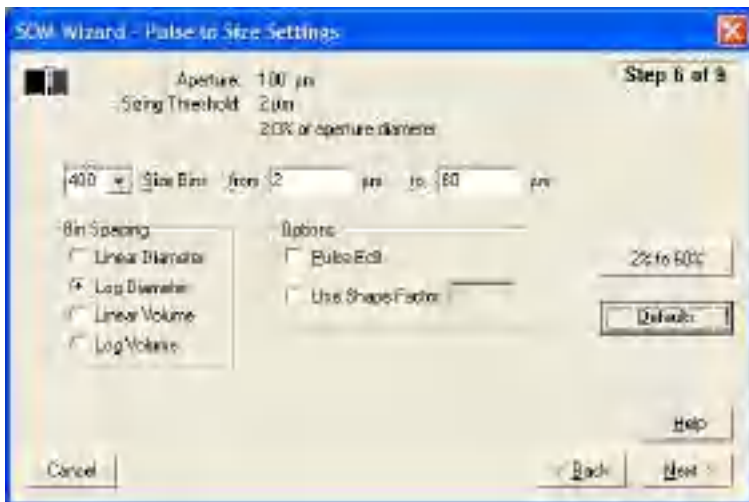 SOM Wizard - Pulse to Size Settings
Step 6 of 9
Aperture: 100 µm
Sizing Threshold: 2 µm
2.0% of aperture diameter
400 Size Bins from 2 µm to 60 µm
Bin Spacing
Linear Diameter
Log Diameter
Linear Volume
Log Volume
Options
Pulse Edit
Use Shape Factor
2% to 60%
Defaults
Help
Cancel
< Back
Next >